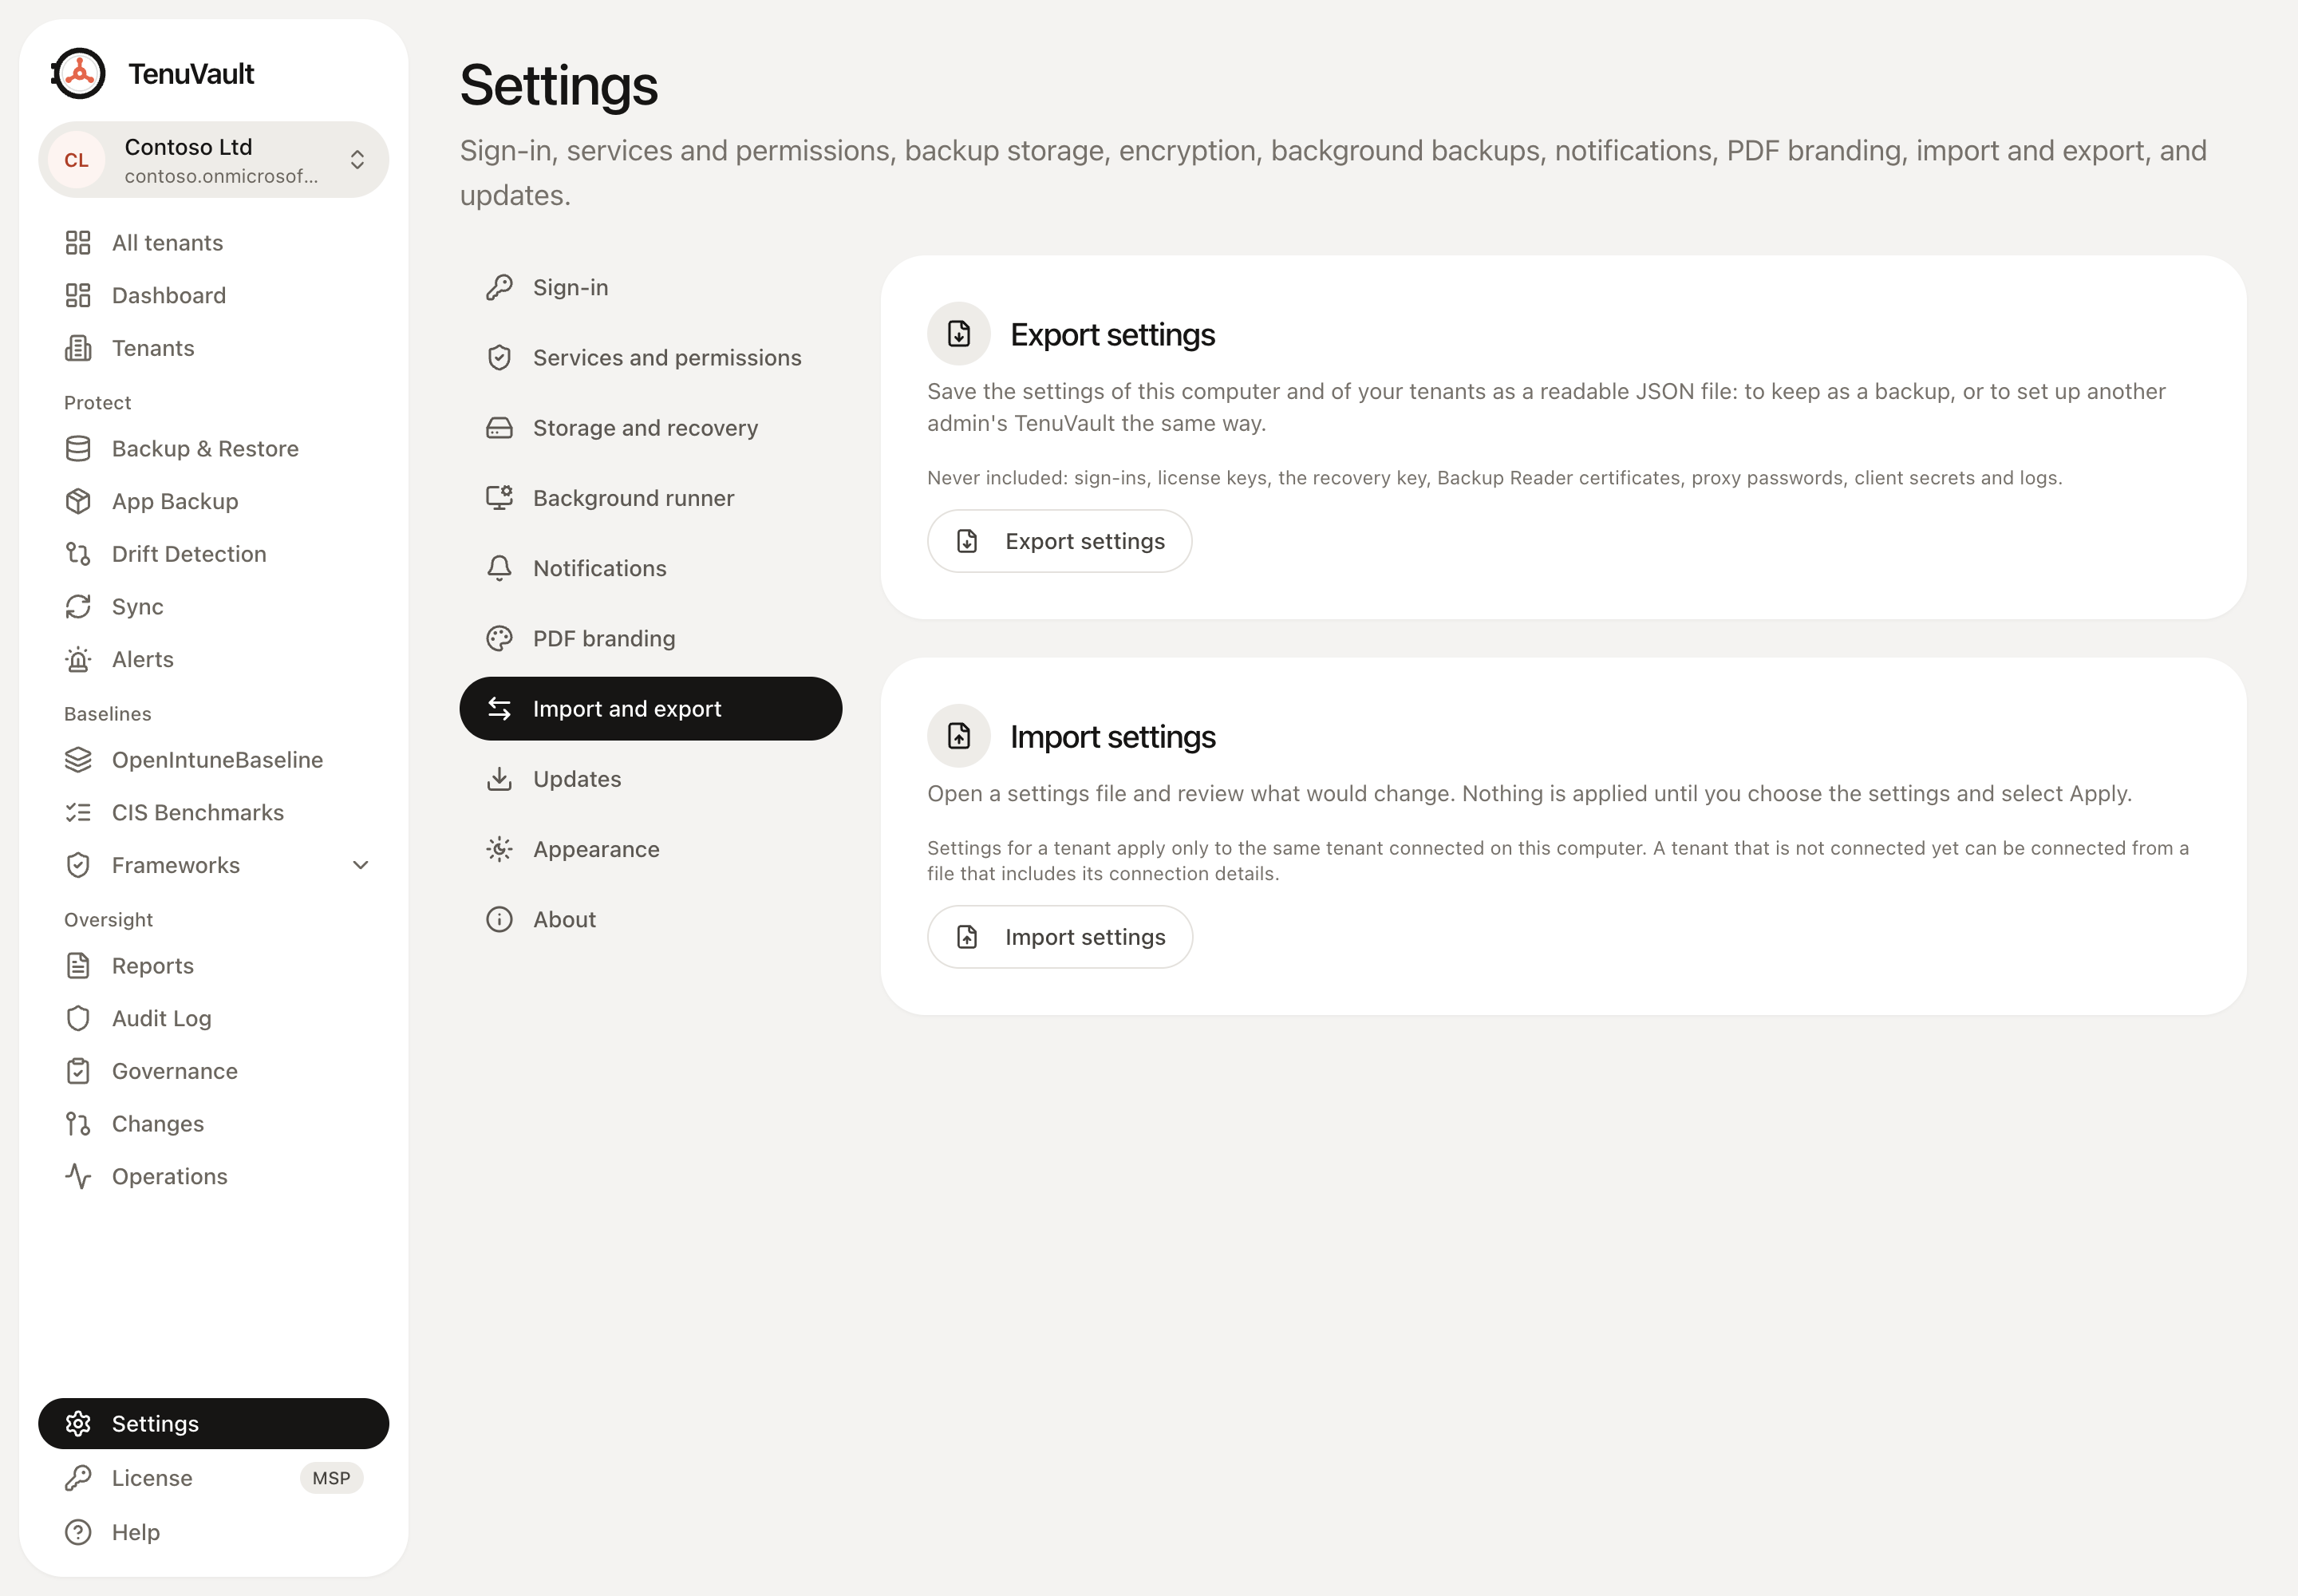 TenuVault
CL
Contoso Ltd
contoso.onmicrosof...
All tenants
Dashboard
Tenants
Protect
Backup & Restore
App Backup
Drift Detection
Sync
Alerts
Baselines
OpenIntuneBaseline
CIS Benchmarks
Frameworks
Oversight
Reports
Audit Log
Governance
Changes
Operations
Settings
License
MSP
Help
Settings
Sign-in, services and permissions, backup storage, encryption, background backups, notifications, PDF branding, import and export, and
updates.
Sign-in
Services and permissions
Storage and recovery
Background runner
Notifications
PDF branding
Import and export
Updates
Appearance
About
Export settings
Save the settings of this computer and of your tenants as a readable JSON file: to keep as a backup, or to set up another
admin's TenuVault the same way.
Never included: sign-ins, license keys, the recovery key, Backup Reader certificates, proxy passwords, client secrets and logs.
Export settings
Import settings
Open a settings file and review what would change. Nothing is applied until you choose the settings and select Apply.
Settings for a tenant apply only to the same tenant connected on this computer. A tenant that is not connected yet can be connected from a
file that includes its connection details.
Import settings